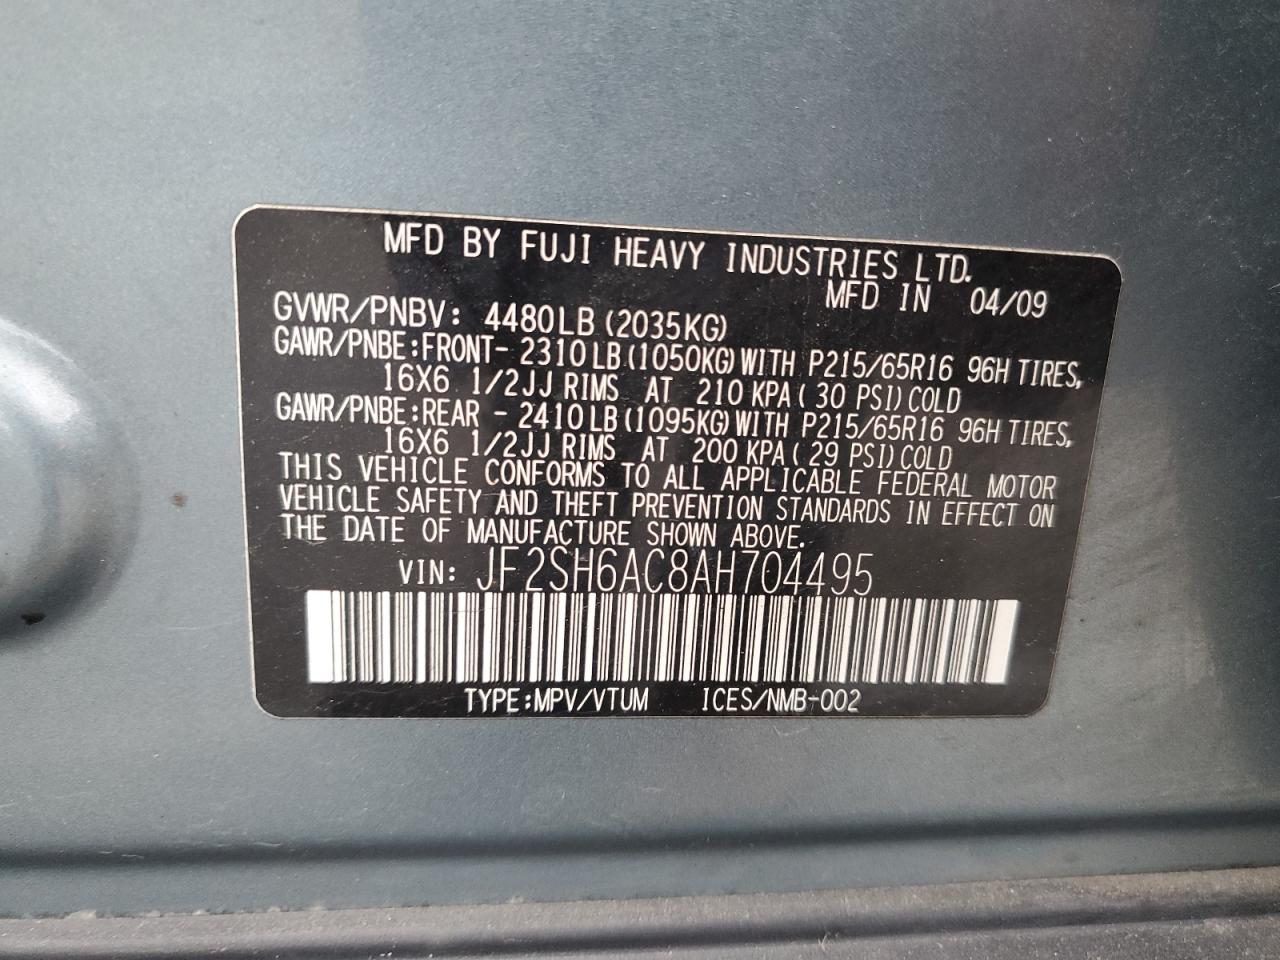 MFD BY FUJI HEAVY INDUSTRIES LTD.
MFD IN 04/09
GVWR/PNBV: 4480LB (2035KG)
GAWR/PNBE:FRONT- 2310LB(1050KG)WITH P215/65R16 96H TIRES,
16X6 1/2JJ RIMS AT 210 KPA( 30 PSI)COLD
GAWR/PNBE:REAR - 2410LB(1095KG)WITH P215/65R16 96H TIRES,
16X6 1/2JJ RIMS AT 200 KPA( 29 PSI)COLD
THIS VEHICLE CONFORMS TO ALL APPLICABLE FEDERAL MOTOR
VEHICLE SAFETY AND THEFT PREVENTION STANDARDS IN EFFECT ON
THE DATE OF MANUFACTURE SHOWN ABOVE.
VIN: JF2SH6AC8AH704495
TYPE:MPV/VTUM ICES/NMB-002